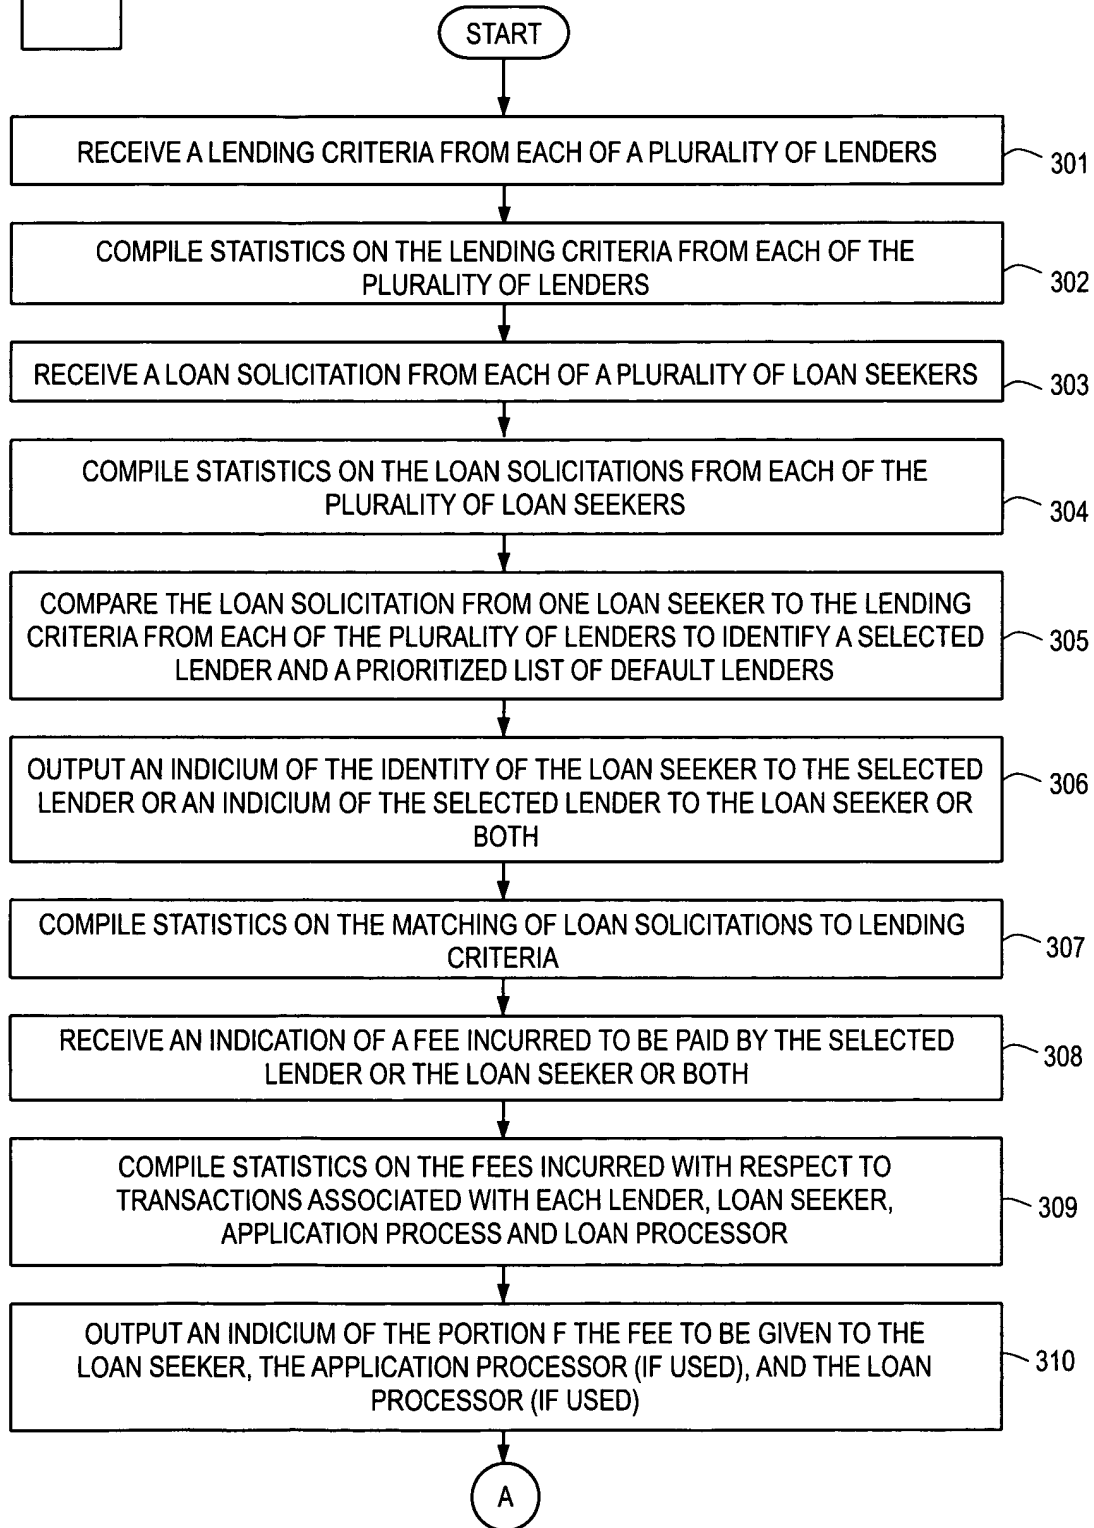 START
RECEIVE A LENDING CRITERIA FROM EACH OF A PLURALITY OF LENDERS
301
COMPILE STATISTICS ON THE LENDING CRITERIA FROM EACH OF THE
PLURALITY OF LENDERS
302
RECEIVE A LOAN SOLICITATION FROM EACH OF A PLURALITY OF LOAN SEEKERS
303
COMPILE STATISTICS ON THE LOAN SOLICITATIONS FROM EACH OF THE
PLURALITY OF LOAN SEEKERS
304
COMPARE THE LOAN SOLICITATION FROM ONE LOAN SEEKER TO THE LENDING
CRITERIA FROM EACH OF THE PLURALITY OF LENDERS TO IDENTIFY A SELECTED
LENDER AND A PRIORITIZED LIST OF DEFAULT LENDERS
305
OUTPUT AN INDICIUM OF THE IDENTITY OF THE LOAN SEEKER TO THE SELECTED
LENDER OR AN INDICIUM OF THE SELECTED LENDER TO THE LOAN SEEKER OR
BOTH
306
COMPILE STATISTICS ON THE MATCHING OF LOAN SOLICITATIONS TO LENDING
CRITERIA
307
RECEIVE AN INDICATION OF A FEE INCURRED TO BE PAID BY THE SELECTED
LENDER OR THE LOAN SEEKER OR BOTH
308
COMPILE STATISTICS ON THE FEES INCURRED WITH RESPECT TO
TRANSACTIONS ASSOCIATED WITH EACH LENDER, LOAN SEEKER,
APPLICATION PROCESS AND LOAN PROCESSOR
309
OUTPUT AN INDICIUM OF THE PORTION F THE FEE TO BE GIVEN TO THE
LOAN SEEKER, THE APPLICATION PROCESSOR (IF USED), AND THE LOAN
PROCESSOR (IF USED)
310
A